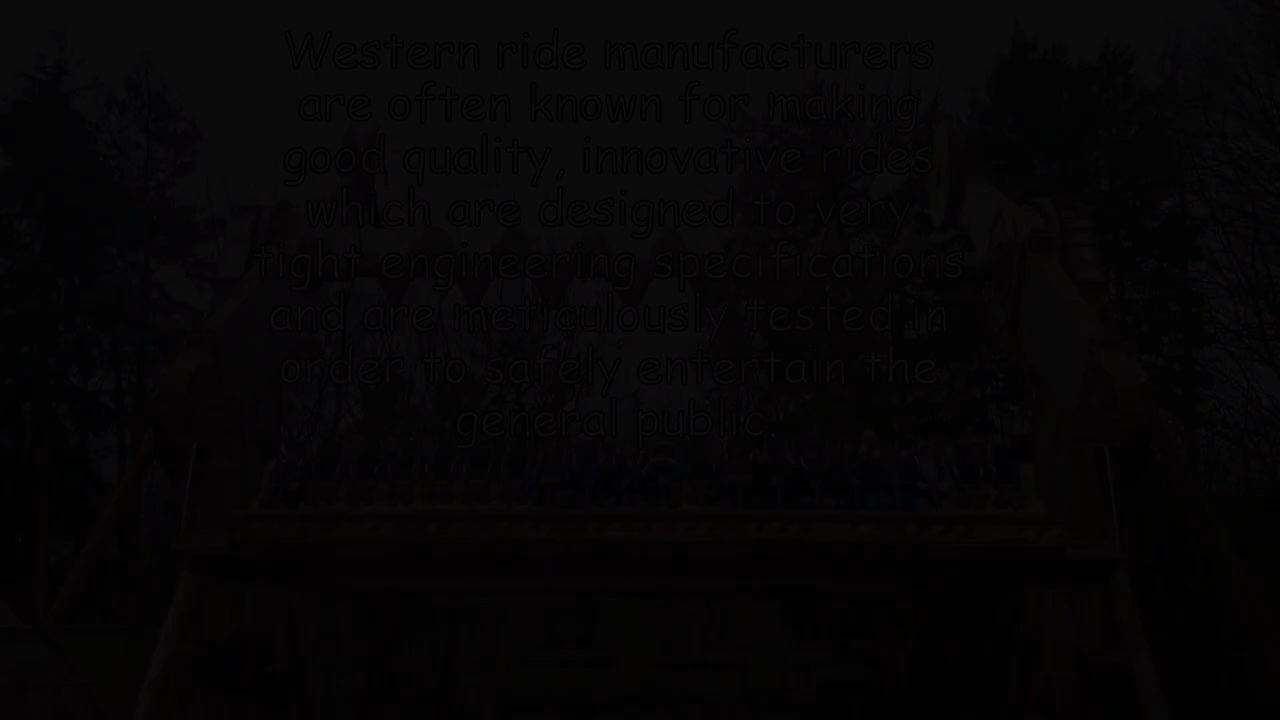 Western ride manufacturers
are often known for making
good quality, innovative rides,
which are designed to very
tight engineering specifications
and are meticulously tested in
order to safely entertain the
general public.